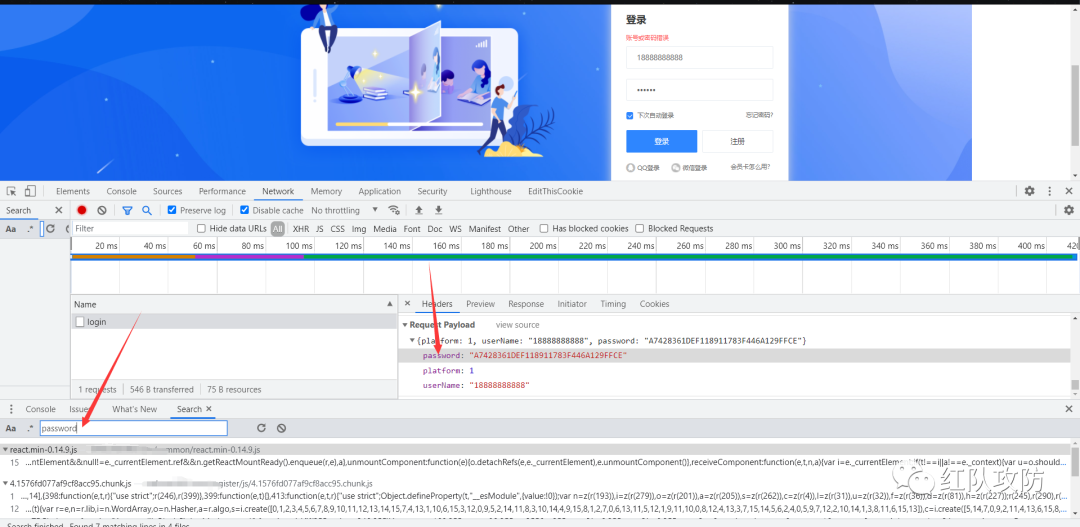 登录
账号或密码错误
18888888888
••••••
下次自动登录 忘记密码?
登录 注册
QQ登录 微信登录 会员卡怎么用?
Elements Console Sources Performance Network Memory Application Security Lighthouse EditThisCookie
Search Preserve log Disable cache No throttling
Aa .* Filter Hide data URLs All XHR JS CSS Img Media Font Doc WS Manifest Other Has blocked cookies Blocked Requests
20 ms 40 ms 60 ms 80 ms 100 ms 120 ms 140 ms 160 ms 180 ms 200 ms 220 ms 240 ms 260 ms 280 ms 300 ms 320 ms 340 ms 360 ms 380 ms 400 ms 420
Name Headers Preview Response Initiator Timing Cookies
login
Request Payload view source
{platform: 1, userName: "18888888888", password: "A7428361DEF118911783F446A129FFCE"}
password: "A7428361DEF118911783F446A129FFCE"
platform: 1
userName: "18888888888"
1 requests 546 B transferred 75 B resources
Console Issues What's New Search
Aa .* password
react.min-0.14.9.js mmon/react.min-0.14.9.js
15 ...ntElement&&null!==e._currentElement.ref&&n.getReactMountReady().enqueue(r,e),a},unmountComponent:function(e){o.detachRefs(e,e._currentElement),e.unmountComponent()},receiveComponent:function(e,t,n,a){var i=e._currentElement;if(t!==i||a!==e._context){var u=o.should...
4.1576fd077af9cf8acc95.chunk.js egister/js/4.1576fd077af9cf8acc95.chunk.js
1 ...,14],{398:function(e,t,r){"use strict";r(246),r(399)},399:function(e,t){},413:function(e,t,r){"use strict";Object.defineProperty(t,"__esModule",{value:!0});var n=z(r(193)),i=z(r(279)),o=z(r(201)),a=z(r(205)),s=z(r(262)),c=z(r(4)),l=z(r(31)),u=z(r(32)),f=z(r(36)),d=z(r(81)),h=z(r(227));r(245),r(290),r(...
12 ...(t){var r=e,n=r.lib,i=n.WordArray,o=n.Hasher,a=r.algo,s=i.create([0,1,2,3,4,5,6,7,8,9,10,11,12,13,14,15,7,4,13,1,10,6,15,3,12,0,9,5,2,14,11,8,3,10,14,4,9,15,8,1,2,7,0,6,13,11,5,12,1,9,11,10,0,8,12,4,13,3,7,15,14,5,6,2,4,0,5,9,7,12,2,10,14,1,3,8,11,6,15,13]),c=i.create([5,14,7,0,9,2,11,4,13,6,15,8,...
Search finished. Found 7 matching lines in 4 files.
红队攻防